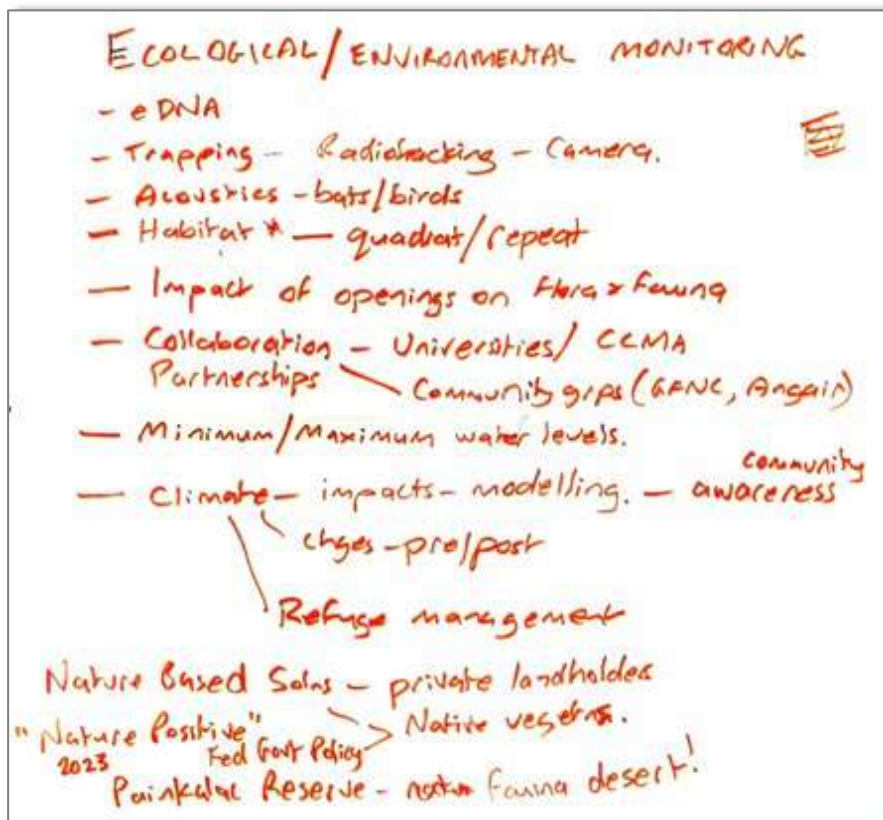 ECOLOGICAL/ENVIRONMENTAL MONITORING
- eDNA
- Trapping - Radiotracking - Camera.
- Acoustics - bats/birds
- Habitat * - quadrat/repeat
- Impact of openings on Flora & Fauna
- Collaboration - Universities/ CCMA
Partnerships
Community grps (GFNC, Angair)
- Minimum/Maximum water levels.
- Climate - impacts - modelling. - community awareness
chges - pre/post
Refuge management
Nature Based Solns - private landholders
"Nature Positive" Native vegetn.
2023 Fed Govt Policy
Painkalac Reserve - Fauna desert!